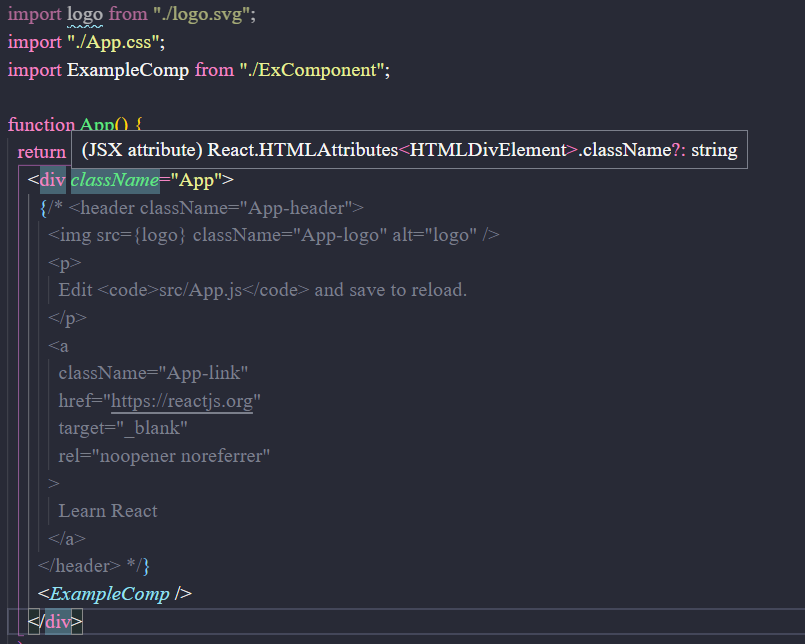 import logo from "./logo.svg";
import "./App.css";
import ExampleComp from "./ExComponent";
function App() {
return
(JSX attribute) React.HTMLAttributes<HTMLDivElement>.className?: string
<div className="App">
{/* <header className="App-header">
<img src={logo} className="App-logo" alt="logo" />
<p>
Edit <code>src/App.js</code> and save to reload.
</p>
<a
className="App-link"
href="https://reactjs.org"
target="_blank"
rel="noopener noreferrer"
>
Learn React
</a>
</header> */}
<ExampleComp />
</div>